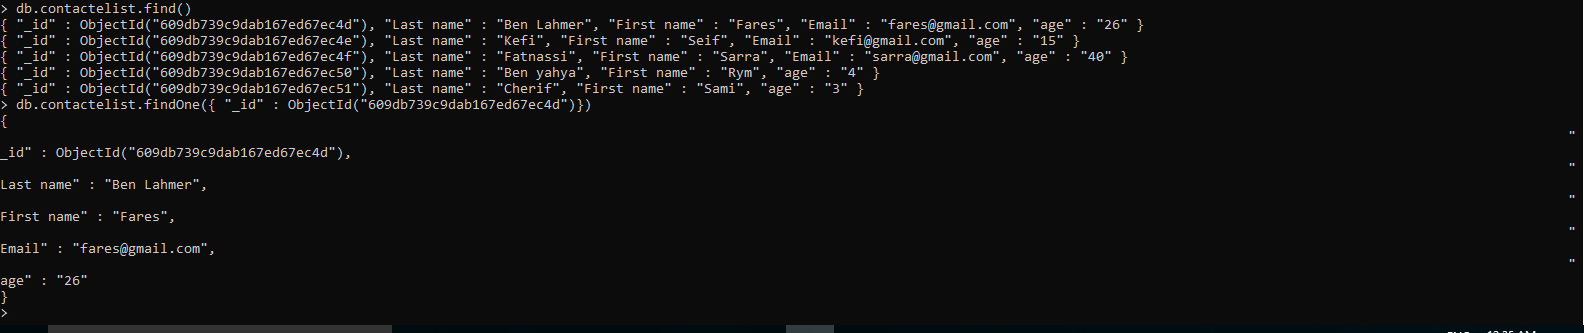 > db.contactelist.find()
{ "_id" : ObjectId("609db739c9dab167ed67ec4d"), "Last name" : "Ben Lahmer", "First name" : "Fares", "Email" : "fares@gmail.com", "age" : "26" }
{ "_id" : ObjectId("609db739c9dab167ed67ec4e"), "Last name" : "Kefi", "First name" : "Seif", "Email" : "kefi@gmail.com", "age" : "15" }
{ "_id" : ObjectId("609db739c9dab167ed67ec4f"), "Last name" : "Fatnassi", "First name" : "Sarra", "Email" : "sarra@gmail.com", "age" : "40" }
{ "_id" : ObjectId("609db739c9dab167ed67ec50"), "Last name" : "Ben yahya", "First name" : "Rym", "age" : "4" }
{ "_id" : ObjectId("609db739c9dab167ed67ec51"), "Last name" : "Cherif", "First name" : "Sami", "age" : "3" }
> db.contactelist.findOne({ "_id" : ObjectId("609db739c9dab167ed67ec4d")})
{
"
_id" : ObjectId("609db739c9dab167ed67ec4d"),
"
Last name" : "Ben Lahmer",
"
First name" : "Fares",
"
Email" : "fares@gmail.com",
"
age" : "26"
}
>